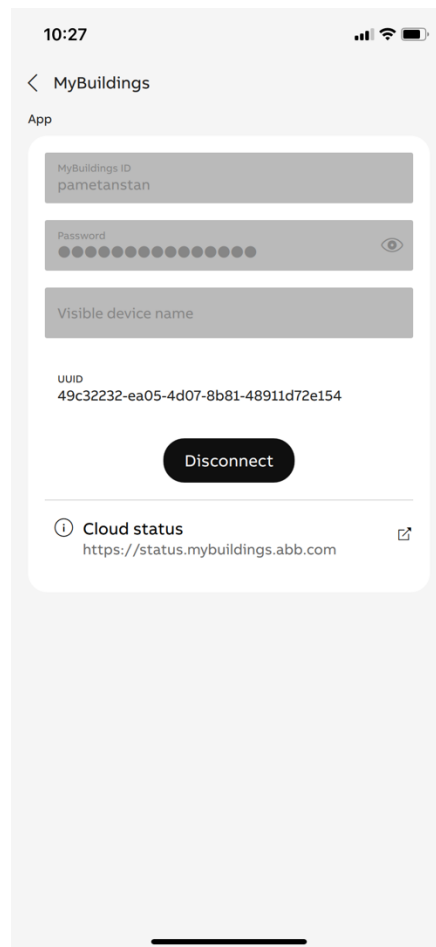 10:27
MyBuildings
App
MyBuildings ID
pametanstan
Password
●●●●●●●●●●●●●●●
Visible device name
UUID
49c32232-ea05-4d07-8b81-48911d72e154
Disconnect
Cloud status
https://status.mybuildings.abb.com